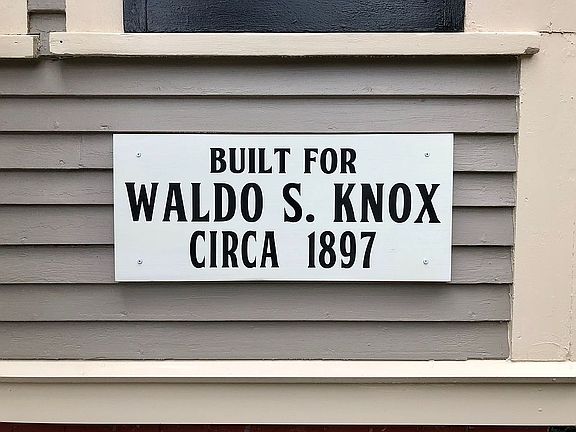 BUILT FOR
WALDO S. KNOX
CIRCA 1897